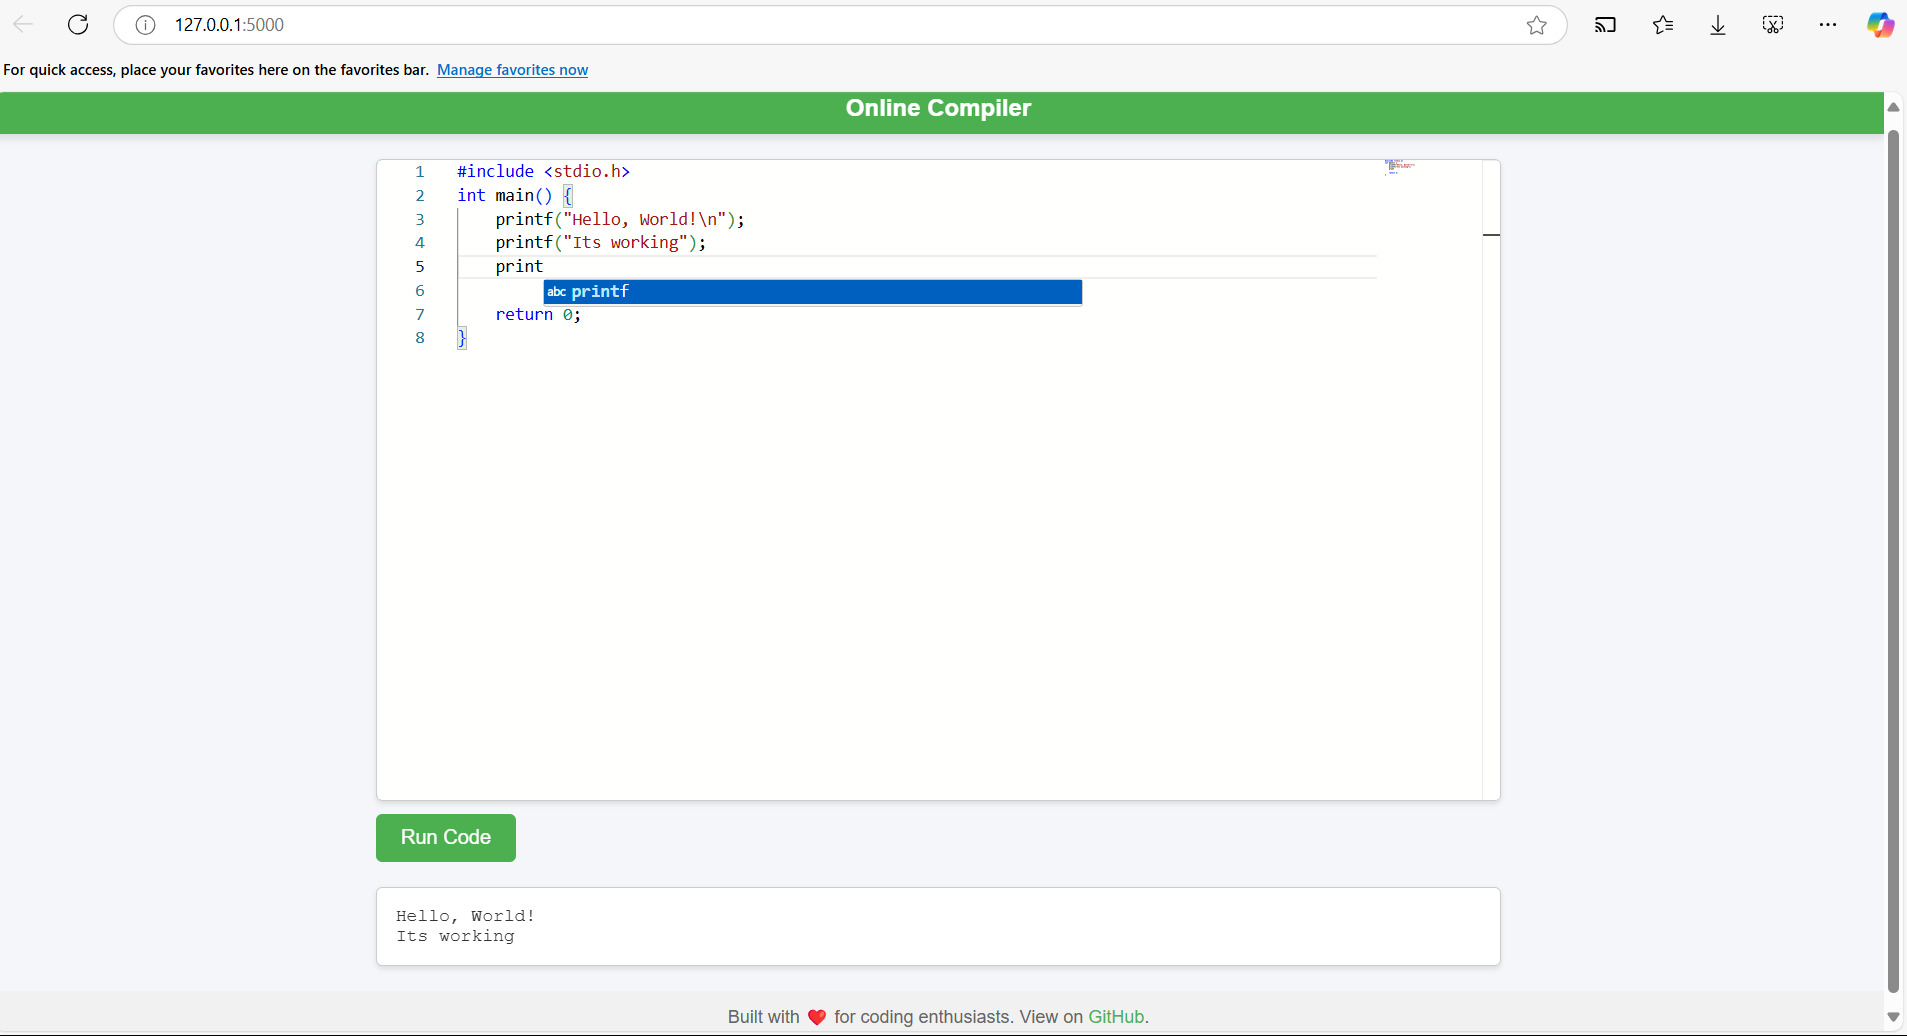 127.0.0.1:5000
For quick access, place your favorites here on the favorites bar. Manage favorites now
Online Compiler
1 #include <stdio.h>
2 int main() {
3     printf("Hello, World!\n");
4     printf("Its working");
5     print
6 abc printf
7     return 0;
8 }
Run Code
Hello, World!
Its working
Built with ❤️ for coding enthusiasts. View on GitHub.